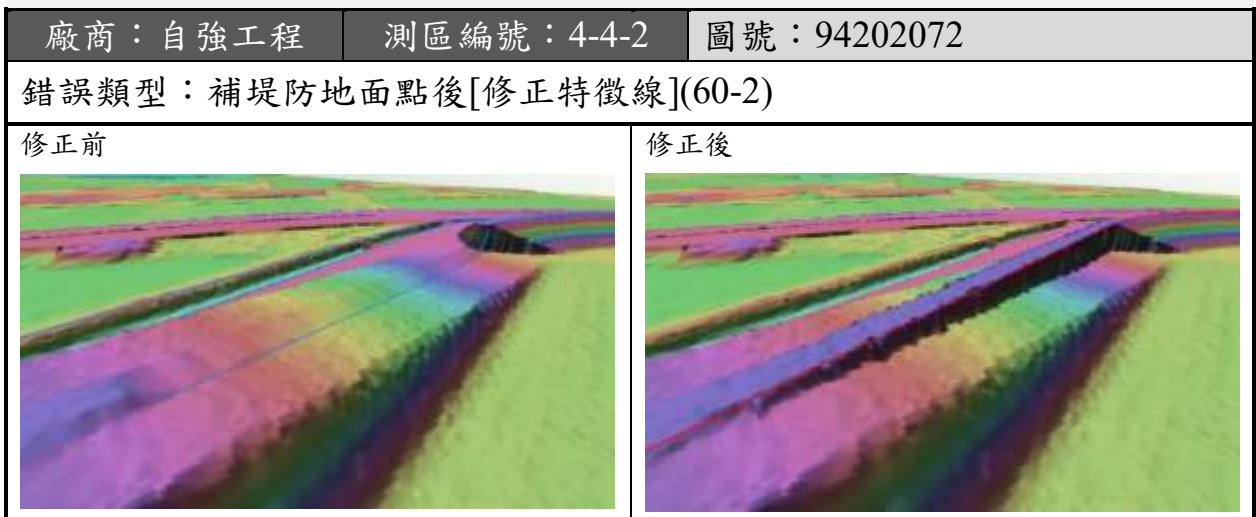 廠商：自強工程 測區編號：4-4-2 圖號：94202072
錯誤類型：補堤防地面點後[修正特徵線](60-2)
修正前 修正後